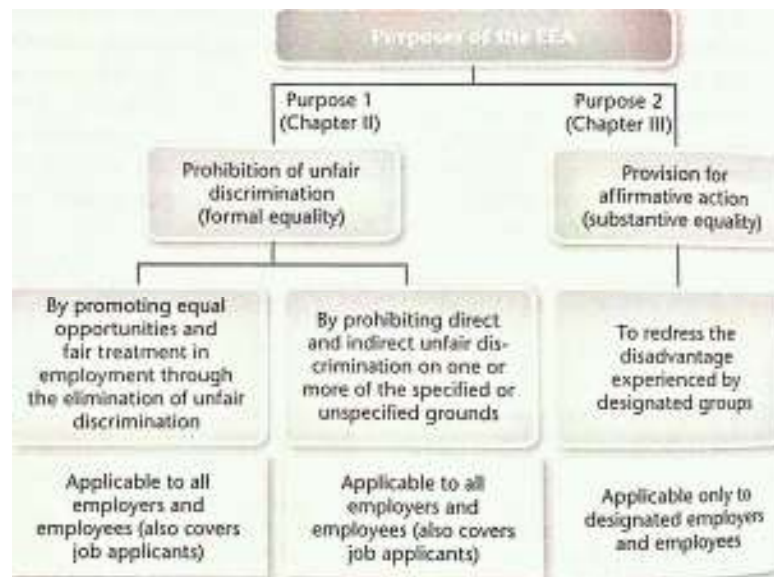 Purposes of the EEA
Purpose 1
(Chapter II)
Purpose 2
(Chapter III)
Prohibition of unfair
discrimination
(formal equality)
Provision for
affirmative action
(substantive equality)
By promoting equal
opportunities and
fair treatment in
employment through
the elimination of unfair
discrimination
By prohibiting direct
and indirect unfair dis-
crimination on one or
more of the specified or
unspecified grounds
To redress the
disadvantage
experienced by
designated groups
Applicable to all
employers and
employees (also covers
job applicants)
Applicable to all
employers and
employees (also covers
job applicants)
Applicable only to
designated employers
and employees